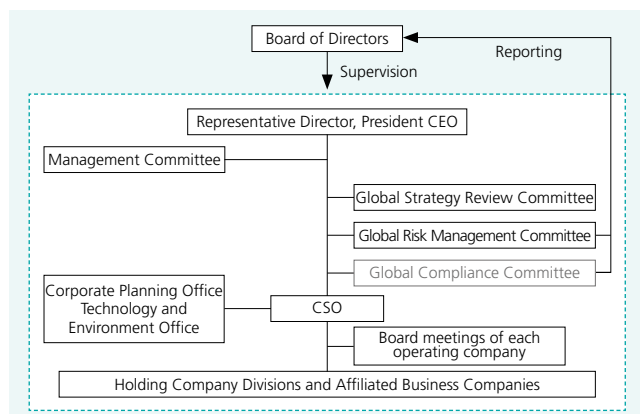 Board of Directors
Reporting
Supervision
Representative Director, President CEO
Management Committee
Global Strategy Review Committee
Global Risk Management Committee
Global Compliance Committee
Corporate Planning Office
Technology and
Environment Office
CSO
Board meetings of each
operating company
Holding Company Divisions and Affiliated Business Companies